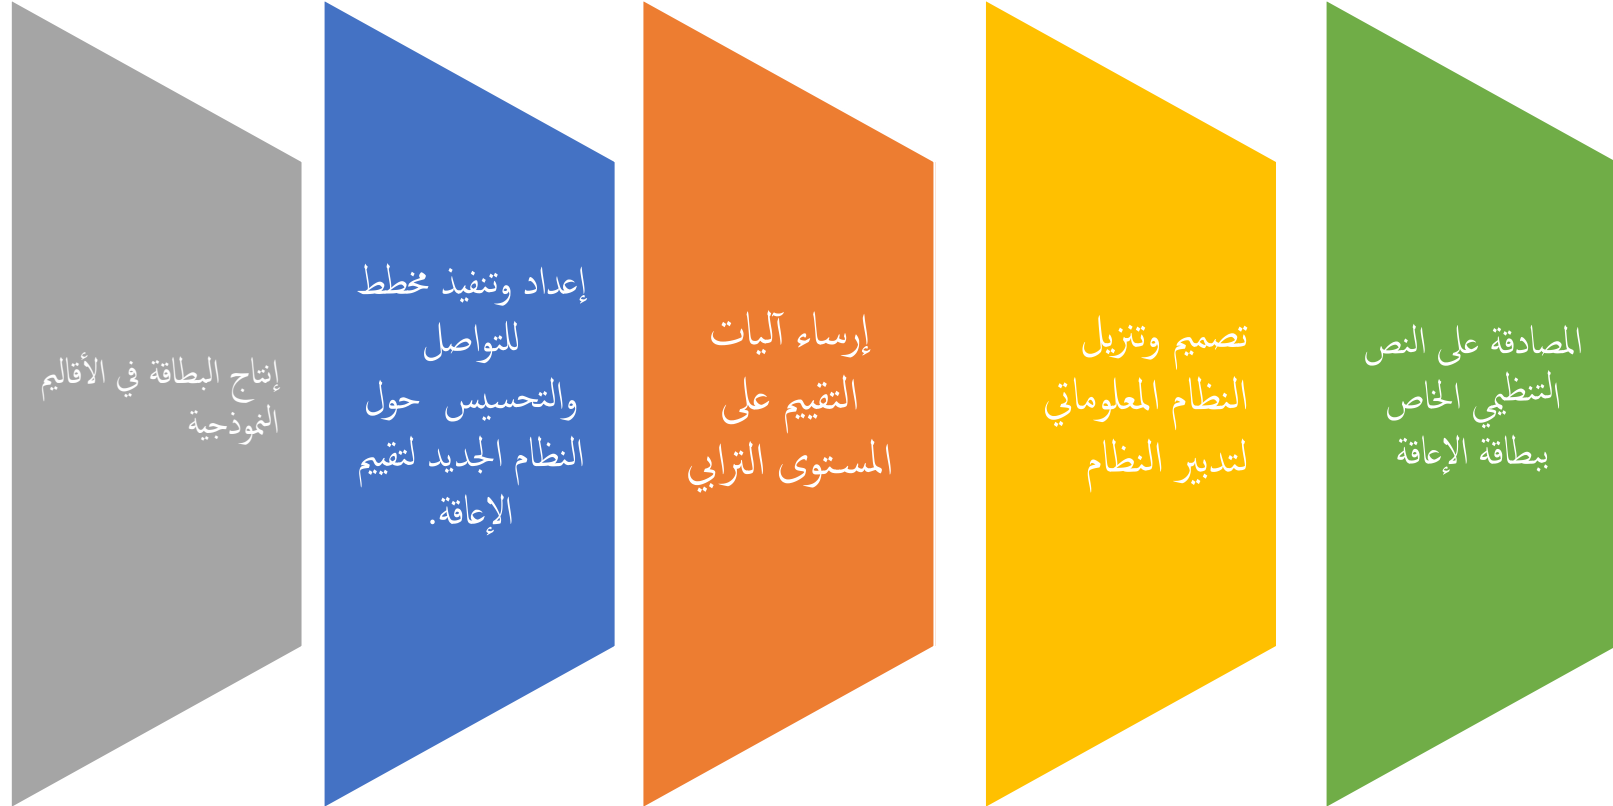 المصادقة على النص
التنظيمي الخاص
ببطاقة الإعاقة
تصميم وتنزيل
النظام المعلوماتي
لتدبير النظام
إرساء آليات
التقييم على
المستوى الترابي
إعداد وتنفيذ مخطط
للتواصل
والتحسيس حول
النظام الجديد لتقييم
الإعاقة.
إنتاج البطاقة في الأقاليم
النموذجية